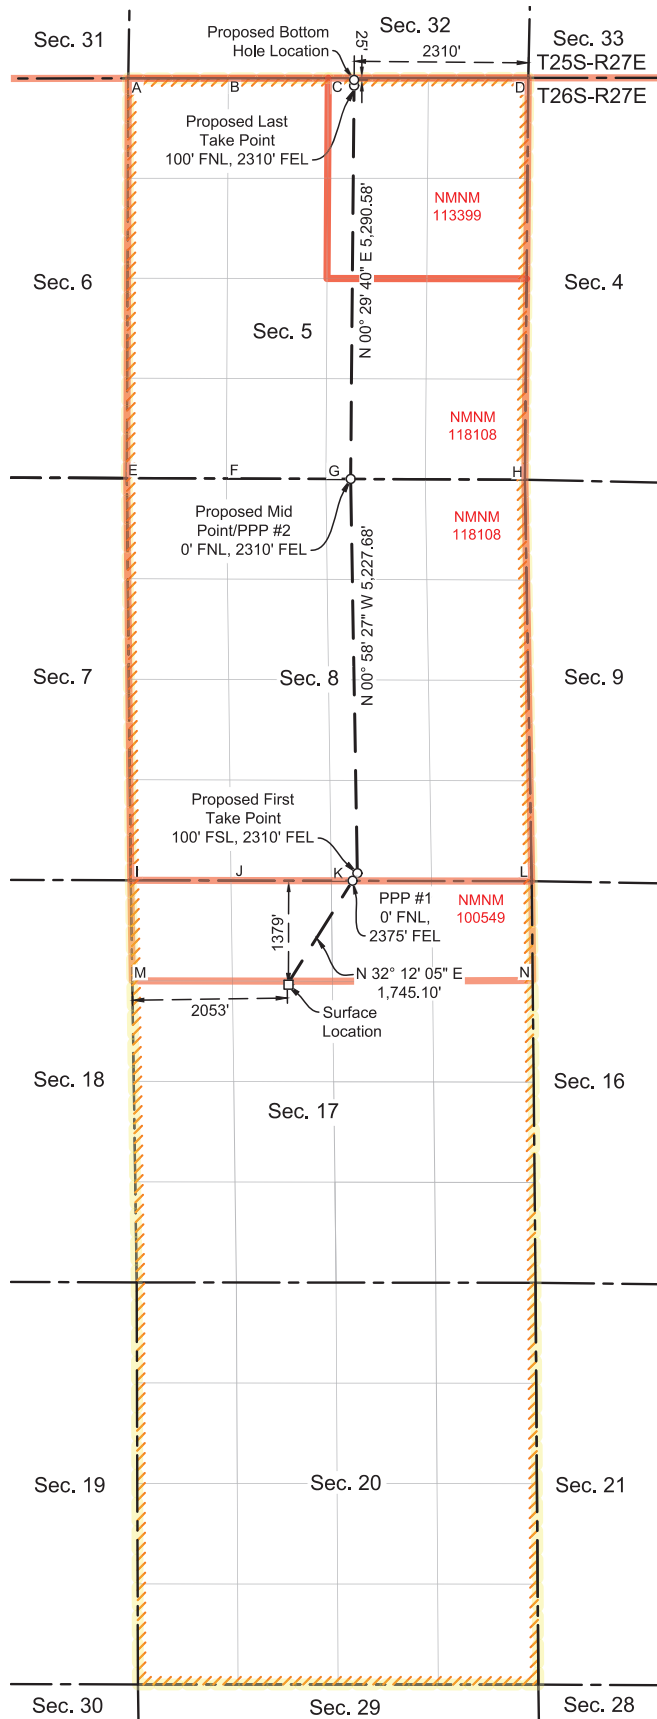 Sec. 31
Proposed Bottom
Hole Location
25'
Sec. 32
2310'
Sec. 33
T25S-R27E
T26S-R27E
A
B
C
D
Proposed Last
Take Point
100' FNL, 2310' FEL
NMNM
113399
N 00° 29' 40" E 5,290.58'
Sec. 6
Sec. 4
Sec. 5
NMNM
118108
E
F
G
H
Proposed Mid
Point/PPP #2
0' FNL, 2310' FEL
NMNM
118108
N 00° 58' 27" W 5,227.68'
Sec. 7
Sec. 8
Sec. 9
Proposed First
Take Point
100' FSL, 2310' FEL
I
J
K
L
PPP #1
0' FNL,
2375' FEL
NMNM
100549
1379'
M
N
N 32° 12' 05" E
1,745.10'
2053'
Surface
Location
Sec. 18
Sec. 16
Sec. 17
Sec. 19
Sec. 20
Sec. 21
Sec. 30
Sec. 29
Sec. 28